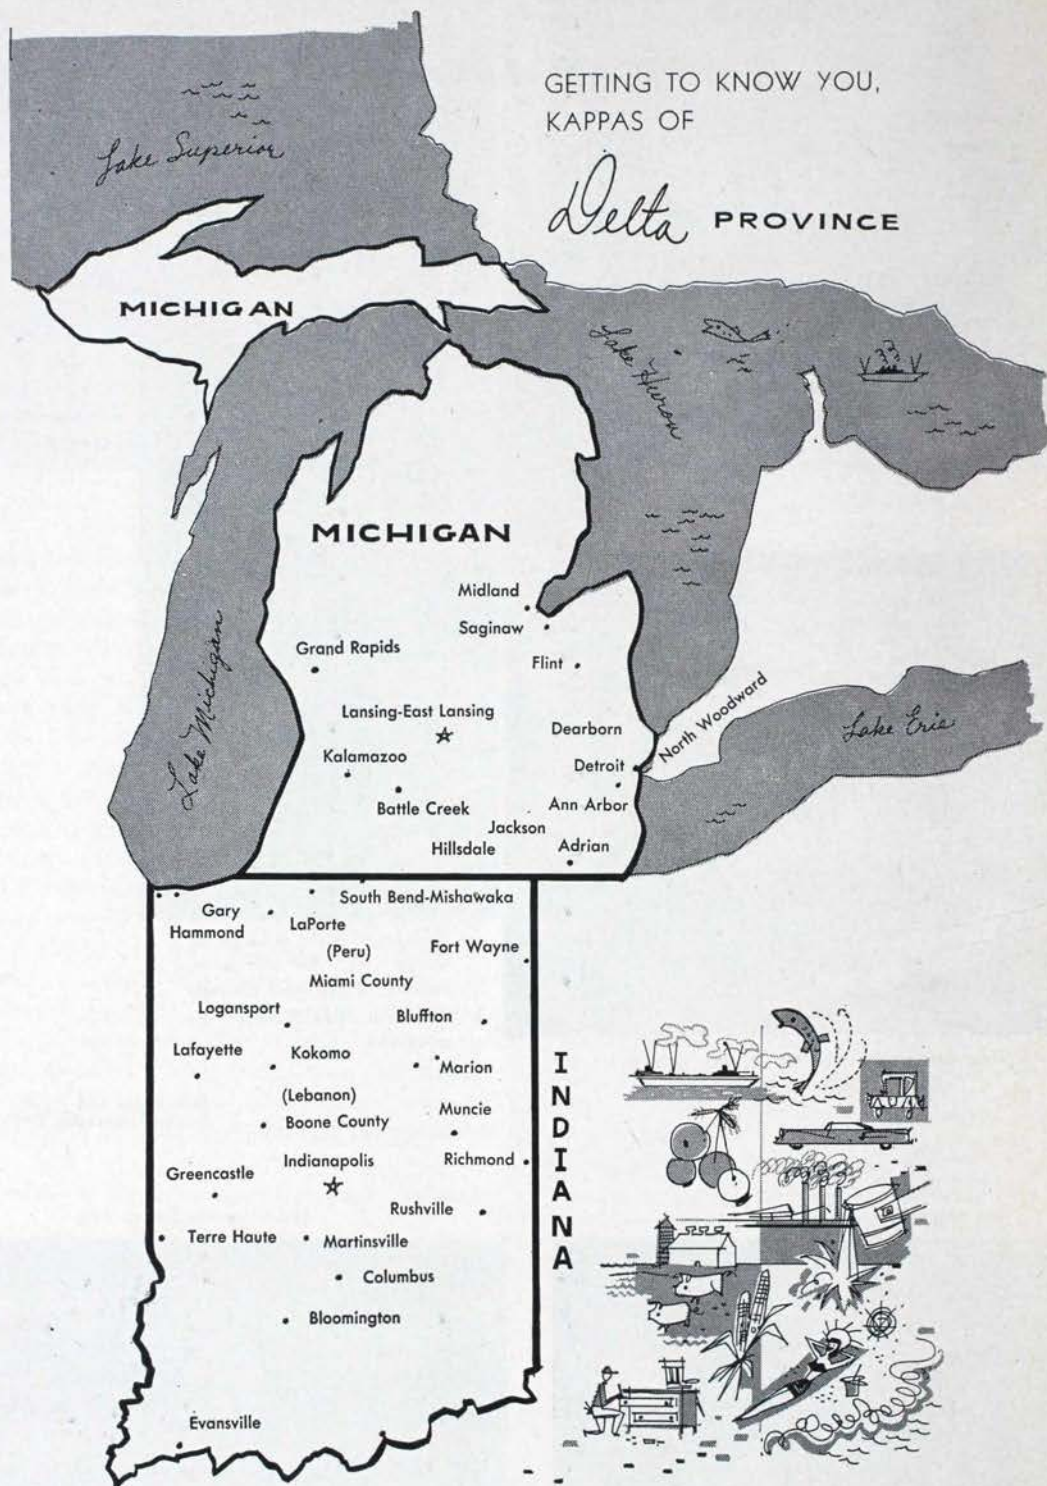 GETTING TO KNOW YOU,
KAPPAS OF
Delta PROVINCE
Lake Superior
MICHIGAN
Lake Huron
MICHIGAN
Midland
Saginaw
Grand Rapids
Flint
Lake Michigan
Lansing-East Lansing
Dearborn
North Woodward
Lake Erie
Kalamazoo
Detroit
Battle Creek
Ann Arbor
Jackson
Hillsdale
Adrian
South Bend-Mishawaka
Gary
Hammond
LaPorte
(Peru)
Fort Wayne
Miami County
Logansport
Bluffton
Lafayette
Kokomo
Marion
(Lebanon)
Boone County
Muncie
Indianapolis
Richmond
Greencastle
Rushville
Terre Haute
Martinsville
Columbus
Bloomington
Evansville
INDIANA